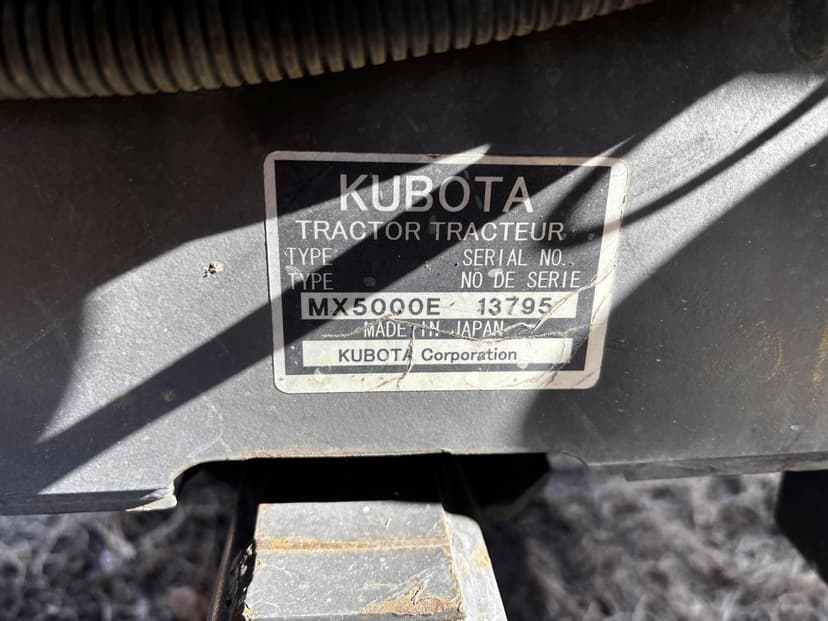 KUBOTA
TRACTOR TRACTEUR
TYPE SERIAL NO.
TYPE NO DE SERIE
MX5000E 13795
MADE IN JAPAN
KUBOTA Corporation